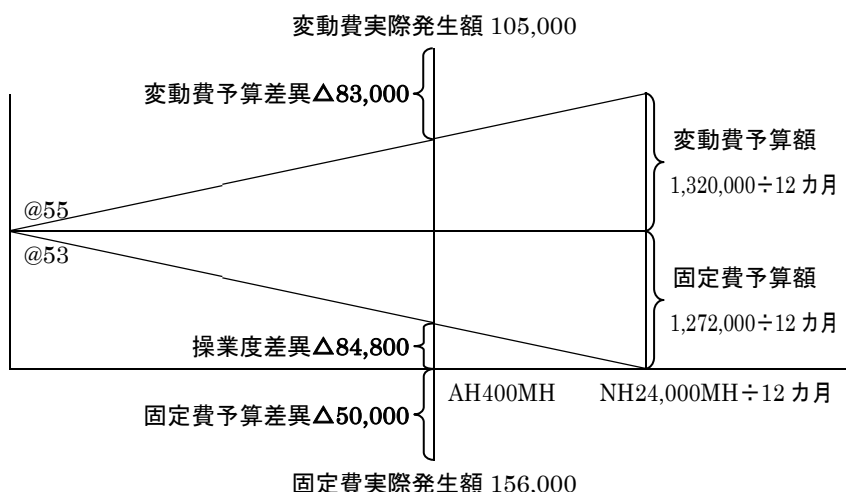 変動費実際発生額 105,000
変動費予算差異△83,000
変動費予算額
1,320,000÷12 カ月
@55
@53
固定費予算額
1,272,000÷12 カ月
操業度差異△84,800
AH400MH
NH24,000MH÷12 カ月
固定費予算差異△50,000
固定費実際発生額 156,000